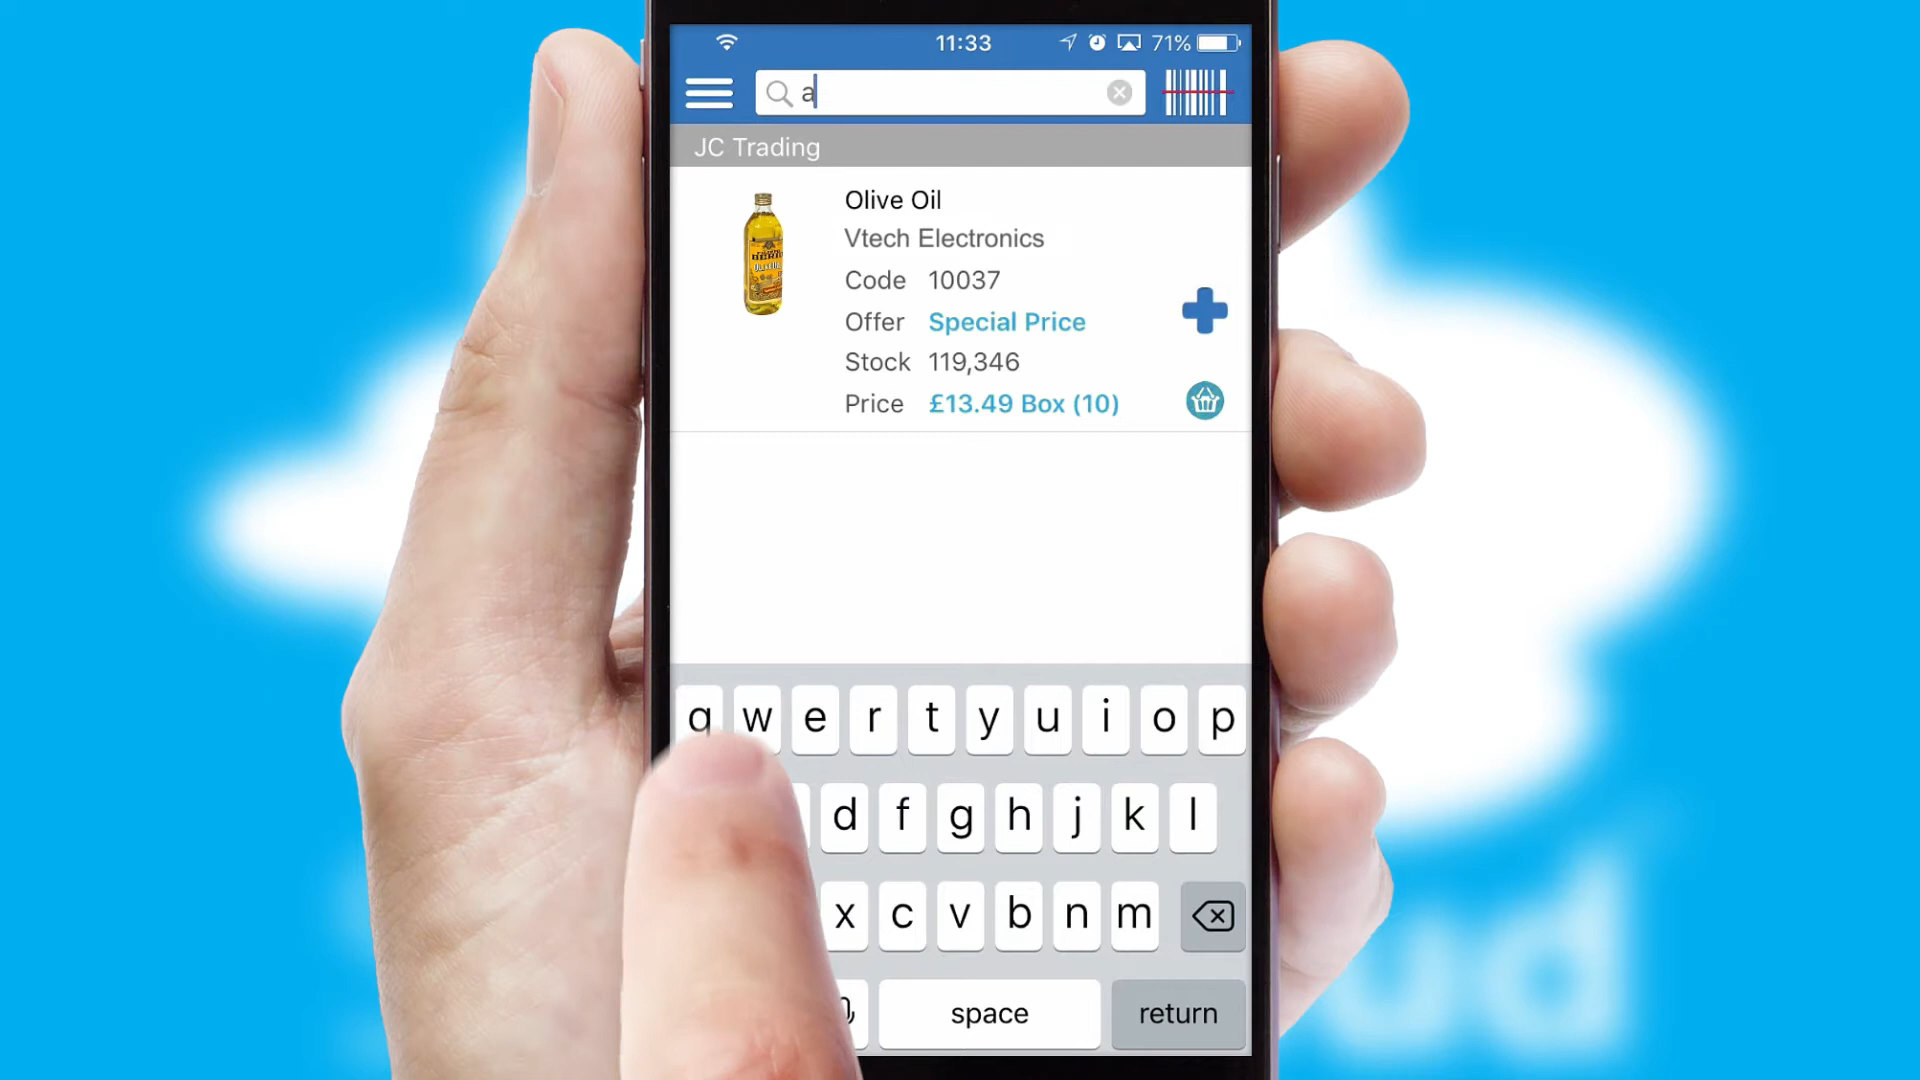 11:33
71%
a
JC Trading
Olive Oil
Vtech Electronics
Code 10037
Offer Special Price
Stock 119,346
Price £13.49 Box (10)
q w e r t y u i o p
d f g h j k l
x c v b n m
space return
ud